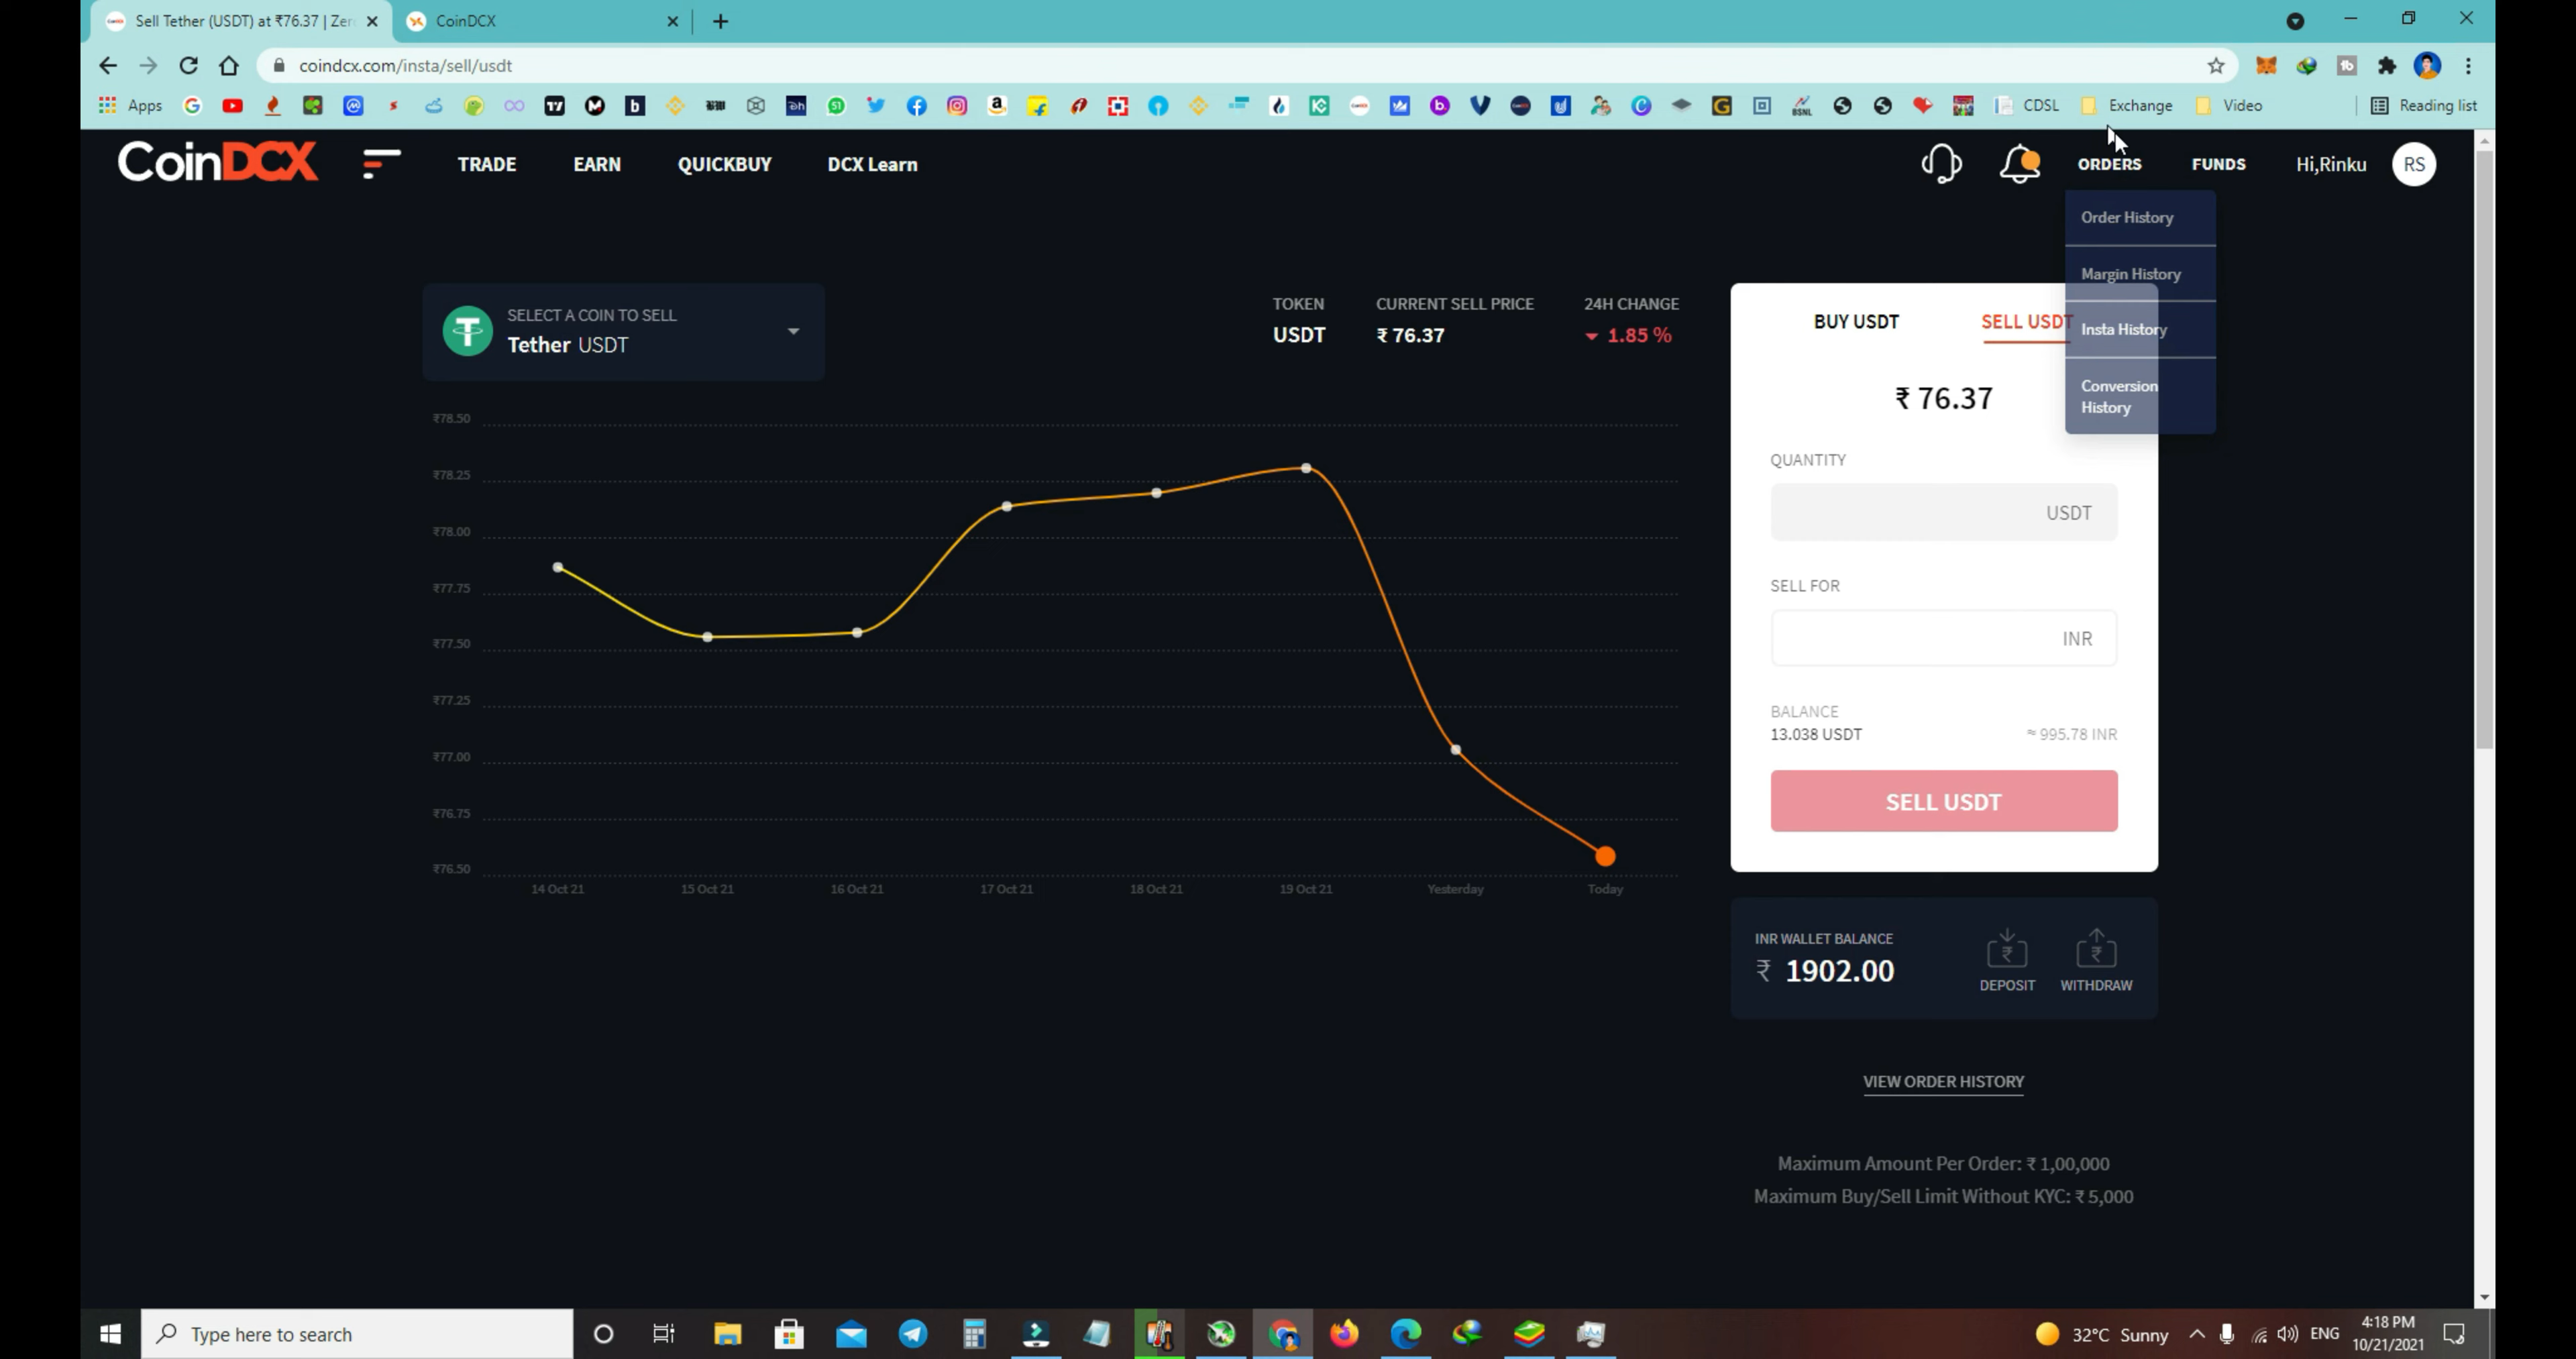 Sell Tether (USDT) at ₹76.37 | Zer
CoinDCX
coindcx.com/insta/sell/usdt
Apps
CDSL
Exchange
Video
Reading list
CoinDCX
TRADE
EARN
QUICKBUY
DCX Learn
ORDERS
FUNDS
Hi,Rinku
RS
Order History
Margin History
Insta History
Conversion
History
SELECT A COIN TO SELL
Tether USDT
TOKEN
USDT
CURRENT SELL PRICE
₹ 76.37
24H CHANGE
1.85 %
BUY USDT
SELL USDT
₹ 76.37
QUANTITY
USDT
SELL FOR
INR
BALANCE
13.038 USDT
≈ 995.78 INR
SELL USDT
₹78.50
₹78.25
₹78.00
₹77.75
₹77.50
₹77.25
₹77.00
₹76.75
₹76.50
14 Oct 21
15 Oct 21
16 Oct 21
17 Oct 21
18 Oct 21
19 Oct 21
Yesterday
Today
INR WALLET BALANCE
₹ 1902.00
DEPOSIT
WITHDRAW
VIEW ORDER HISTORY
Maximum Amount Per Order: ₹ 1,00,000
Maximum Buy/Sell Limit Without KYC: ₹ 5,000
Type here to search
32°C Sunny
ENG
4:18 PM
10/21/2021